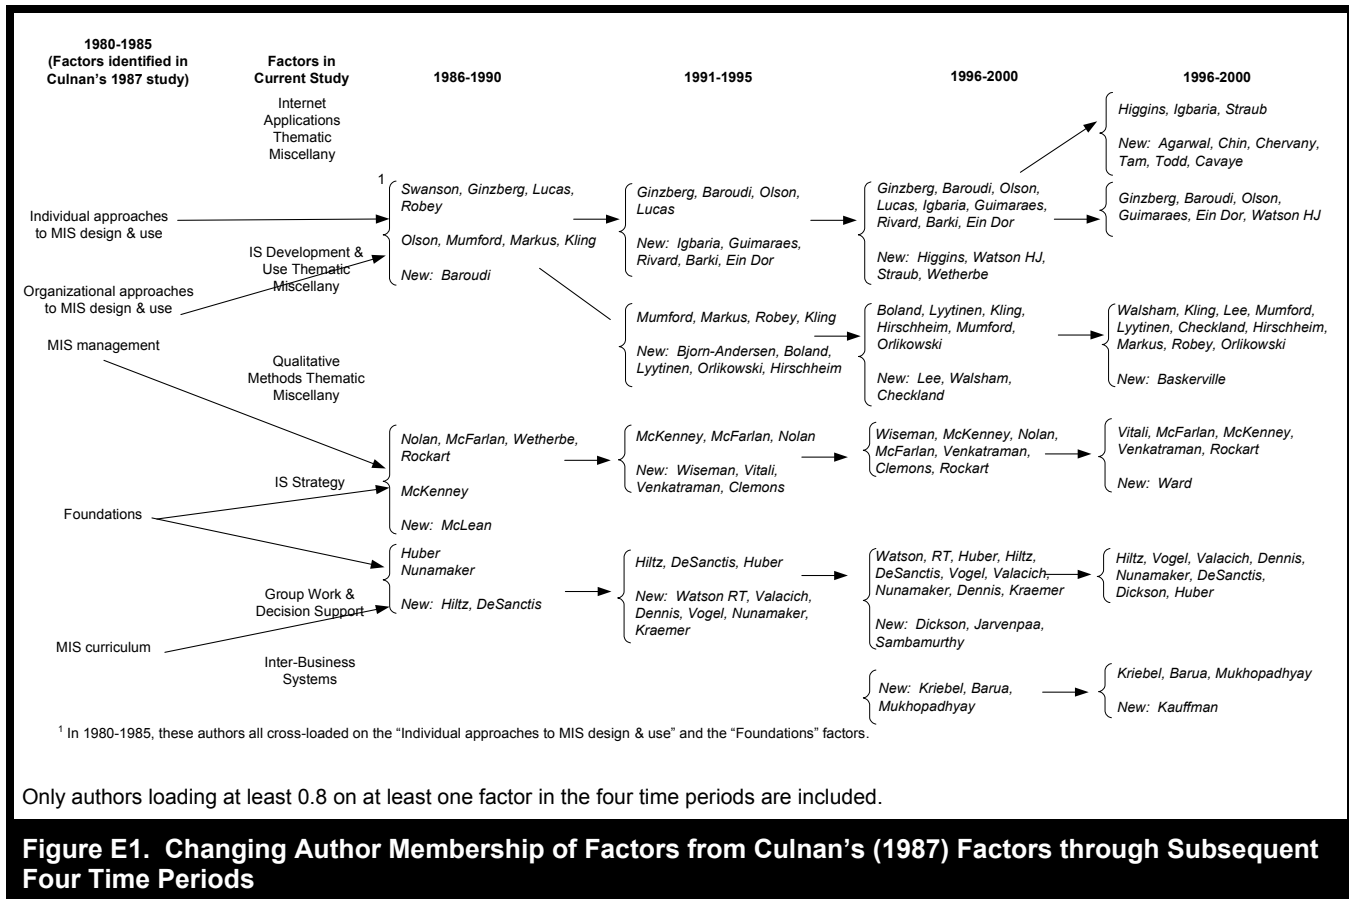 1980-1985
(Factors identified in
Culnan's 1987 study)
Factors in
Current Study
1986-1990
1991-1995
1996-2000
1996-2000
Internet
Applications
Thematic
Miscellany
Individual approaches
to MIS design & use
IS Development &
Use Thematic
Miscellany
Organizational approaches
to MIS design & use
MIS management
Qualitative
Methods Thematic
Miscellany
IS Strategy
Foundations
Group Work &
Decision Support
MIS curriculum
Inter-Business
Systems
1
Swanson, Ginzberg, Lucas,
Robey
Olson, Mumford, Markus, Kling
New: Baroudi
Nolan, McFarlan, Wetherbe,
Rockart
McKenney
New: McLean
Huber
Nunamaker
New: Hiltz, DeSanctis
Ginzberg, Baroudi, Olson,
Lucas
New: Igbaria, Guimaraes,
Rivard, Barki, Ein Dor
Mumford, Markus, Robey, Kling
New: Bjorn-Andersen, Boland,
Lyytinen, Orlikowski, Hirschheim
McKenney, McFarlan, Nolan
New: Wiseman, Vitali,
Venkatraman, Clemons
Hiltz, DeSanctis, Huber
New: Watson RT, Valacich,
Dennis, Vogel, Nunamaker,
Kraemer
Ginzberg, Baroudi, Olson,
Lucas, Igbaria, Guimaraes,
Rivard, Barki, Ein Dor
New: Higgins, Watson HJ,
Straub, Wetherbe
Boland, Lyytinen, Kling,
Hirschheim, Mumford,
Orlikowski
New: Lee, Walsham,
Checkland
Wiseman, McKenney, Nolan,
McFarlan, Venkatraman,
Clemons, Rockart
Watson, RT, Huber, Hiltz,
DeSanctis, Vogel, Valacich,
Nunamaker, Dennis, Kraemer
New: Dickson, Jarvenpaa,
Sambamurthy
New: Kriebel, Barua,
Mukhopadhyay
Higgins, Igbaria, Straub
New: Agarwal, Chin, Chervany,
Tam, Todd, Cavaye
Ginzberg, Baroudi, Olson,
Guimaraes, Ein Dor, Watson HJ
Walsham, Kling, Lee, Mumford,
Lyytinen, Checkland, Hirschheim,
Markus, Robey, Orlikowski
New: Baskerville
Vitali, McFarlan, McKenney,
Venkatraman, Rockart
New: Ward
Hiltz, Vogel, Valacich, Dennis,
Nunamaker, DeSanctis,
Dickson, Huber
Kriebel, Barua, Mukhopadhyay
New: Kauffman
1 In 1980-1985, these authors all cross-loaded on the “Individual approaches to MIS design & use” and the “Foundations” factors.
Only authors loading at least 0.8 on at least one factor in the four time periods are included.
Figure E1. Changing Author Membership of Factors from Culnan's (1987) Factors through Subsequent
Four Time Periods